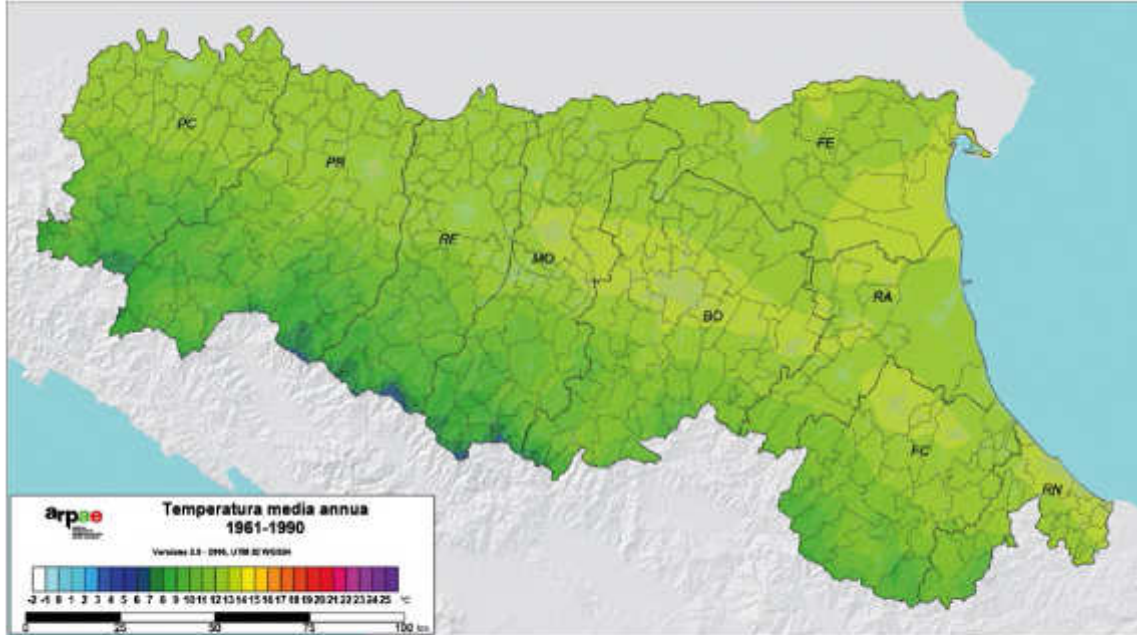 PC
PR
FE
RE
MO
BO
RA
FC
RN
arpae
Temperatura media annua
1961-1990
-2 -1 0 1 2 3 4 5 6 7 8 9 10 11 12 13 14 15 16 17 18 19 20 21 22 23 24 25 °C
0 25 50 75 100 km